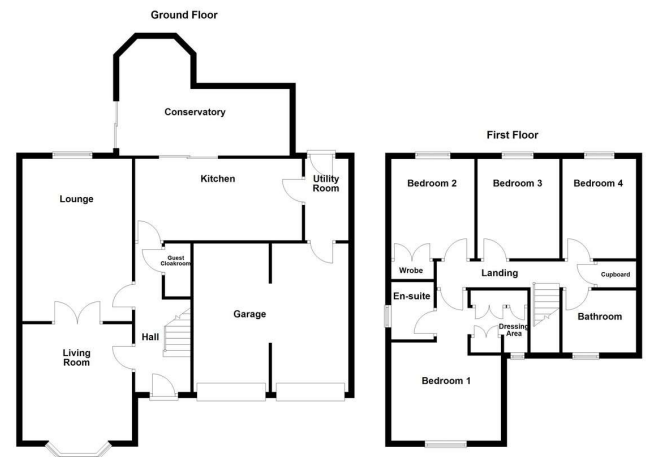 Ground Floor
Conservatory
Kitchen
Utility
Room
Lounge
Guest
Cloakroom
Garage
Hall
Living
Room
First Floor
Bedroom 2
Bedroom 3
Bedroom 4
Wrobe
Landing
Cupboard
En-suite
Dressing
Area
Bathroom
Bedroom 1